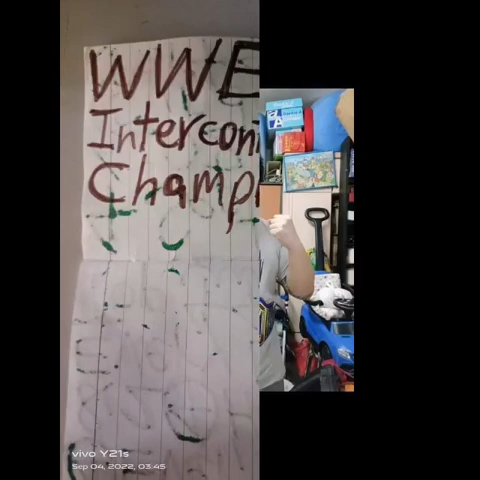 WWE
Intercon
Champ
vivo Y21s
Sep 04, 2022, 03:45